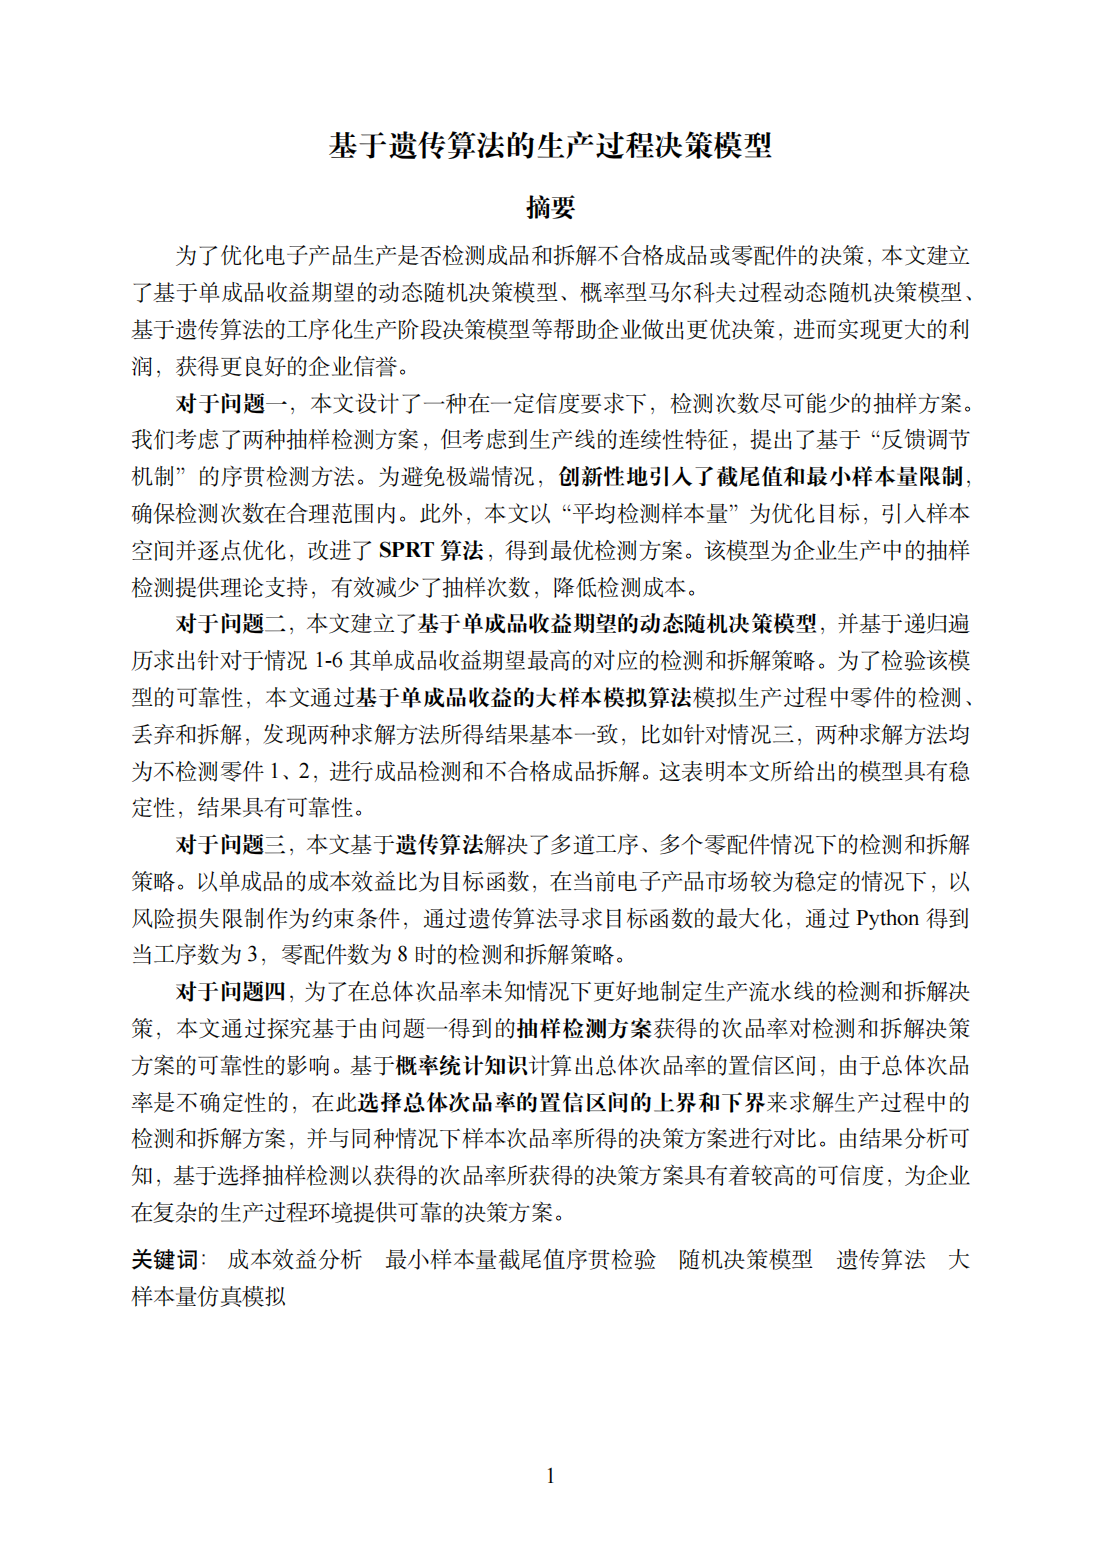 基于遗传算法的生产过程决策模型
摘要
为了优化电子产品生产是否检测成品和拆解不合格成品或零配件的决策，本文建立
了基于单成品收益期望的动态随机决策模型、概率型马尔科夫过程动态随机决策模型、
基于遗传算法的工序化生产阶段决策模型等帮助企业做出更优决策，进而实现更大的利
润，获得更良好的企业信誉。
对于问题一，本文设计了一种在一定信度要求下，检测次数尽可能少的抽样方案。
我们考虑了两种抽样检测方案，但考虑到生产线的连续性特征，提出了基于“反馈调节
机制”的序贯检测方法。为避免极端情况，创新性地引入了截尾值和最小样本量限制，
确保检测次数在合理范围内。此外，本文以“平均检测样本量”为优化目标，引入样本
空间并逐点优化，改进了 SPRT 算法，得到最优检测方案。该模型为企业生产中的抽样
检测提供理论支持，有效减少了抽样次数，降低检测成本。
对于问题二，本文建立了基于单成品收益期望的动态随机决策模型，并基于递归遍
历求出针对于情况 1-6 其单成品收益期望最高的对应的检测和拆解策略。为了检验该模
型的可靠性，本文通过基于单成品收益的大样本模拟算法模拟生产过程中零件的检测、
丢弃和拆解，发现两种求解方法所得结果基本一致，比如针对情况三，两种求解方法均
为不检测零件 1、2，进行成品检测和不合格成品拆解。这表明本文所给出的模型具有稳
定性，结果具有可靠性。
对于问题三，本文基于遗传算法解决了多道工序、多个零配件情况下的检测和拆解
策略。以单成品的成本效益比为目标函数，在当前电子产品市场较为稳定的情况下，以
风险损失限制作为约束条件，通过遗传算法寻求目标函数的最大化，通过 Python 得到
当工序数为 3，零配件数为 8 时的检测和拆解策略。
对于问题四，为了在总体次品率未知情况下更好地制定生产流水线的检测和拆解决
策，本文通过探究基于由问题一得到的抽样检测方案获得的次品率对检测和拆解决策
方案的可靠性的影响。基于概率统计知识计算出总体次品率的置信区间，由于总体次品
率是不确定性的，在此选择总体次品率的置信区间的上界和下界来求解生产过程中的
检测和拆解方案，并与同种情况下样本次品率所得的决策方案进行对比。由结果分析可
知，基于选择抽样检测以获得的次品率所获得的决策方案具有着较高的可信度，为企业
在复杂的生产过程环境提供可靠的决策方案。
关键词： 成本效益分析 最小样本量截尾值序贯检验 随机决策模型 遗传算法 大
样本量仿真模拟
1